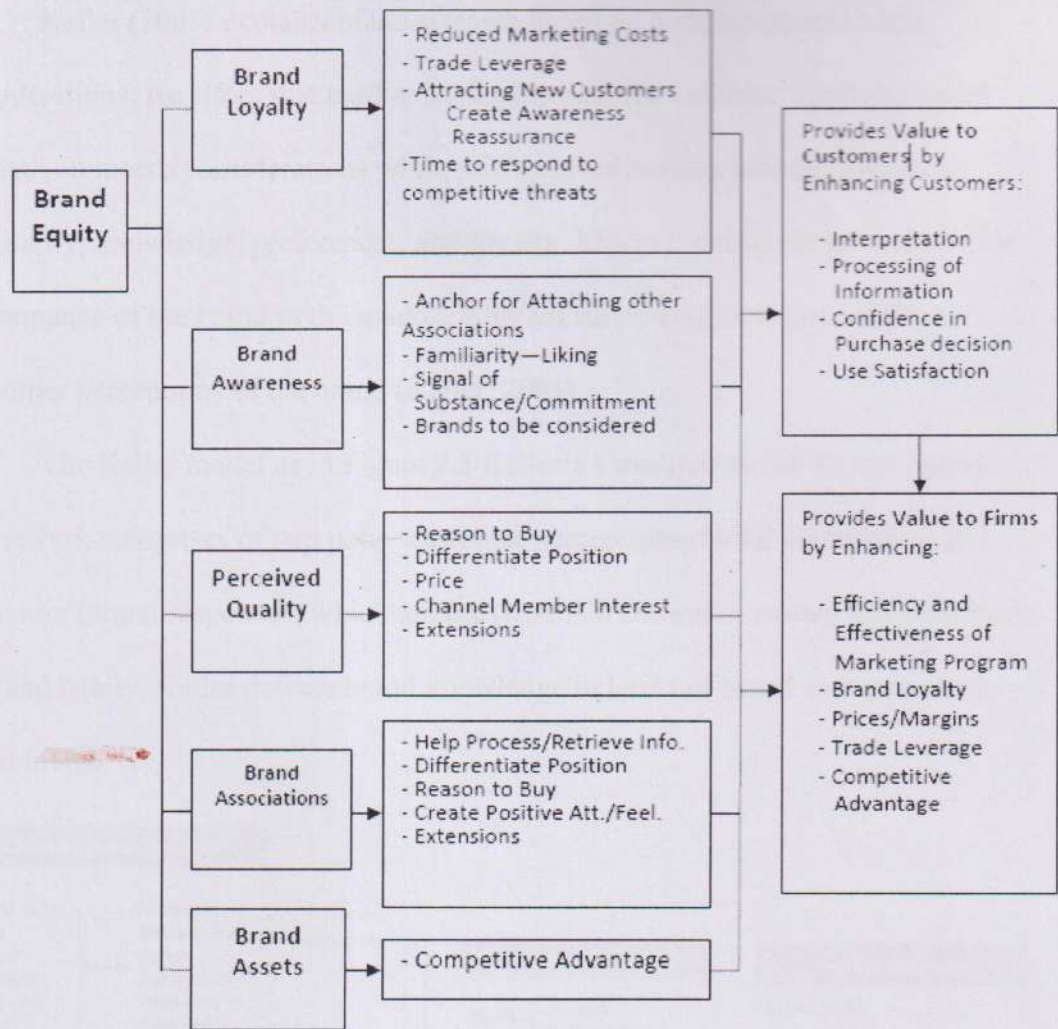 Brand
Equity
Brand
Loyalty
- Reduced Marketing Costs
- Trade Leverage
- Attracting New Customers
Create Awareness
Reassurance
-Time to respond to
competitive threats
Brand
Awareness
- Anchor for Attaching other
Associations
- Familiarity—Liking
- Signal of
Substance/Commitment
- Brands to be considered
Perceived
Quality
- Reason to Buy
- Differentiate Position
- Price
- Channel Member Interest
- Extensions
Brand
Associations
- Help Process/Retrieve Info.
- Differentiate Position
- Reason to Buy
- Create Positive Att./Feel.
- Extensions
Brand
Assets
- Competitive Advantage
Provides Value to
Customers by
Enhancing Customers:
- Interpretation
- Processing of
Information
- Confidence in
Purchase decision
- Use Satisfaction
Provides Value to Firms
by Enhancing:
- Efficiency and
Effectiveness of
Marketing Program
- Brand Loyalty
- Prices/Margins
- Trade Leverage
- Competitive
Advantage